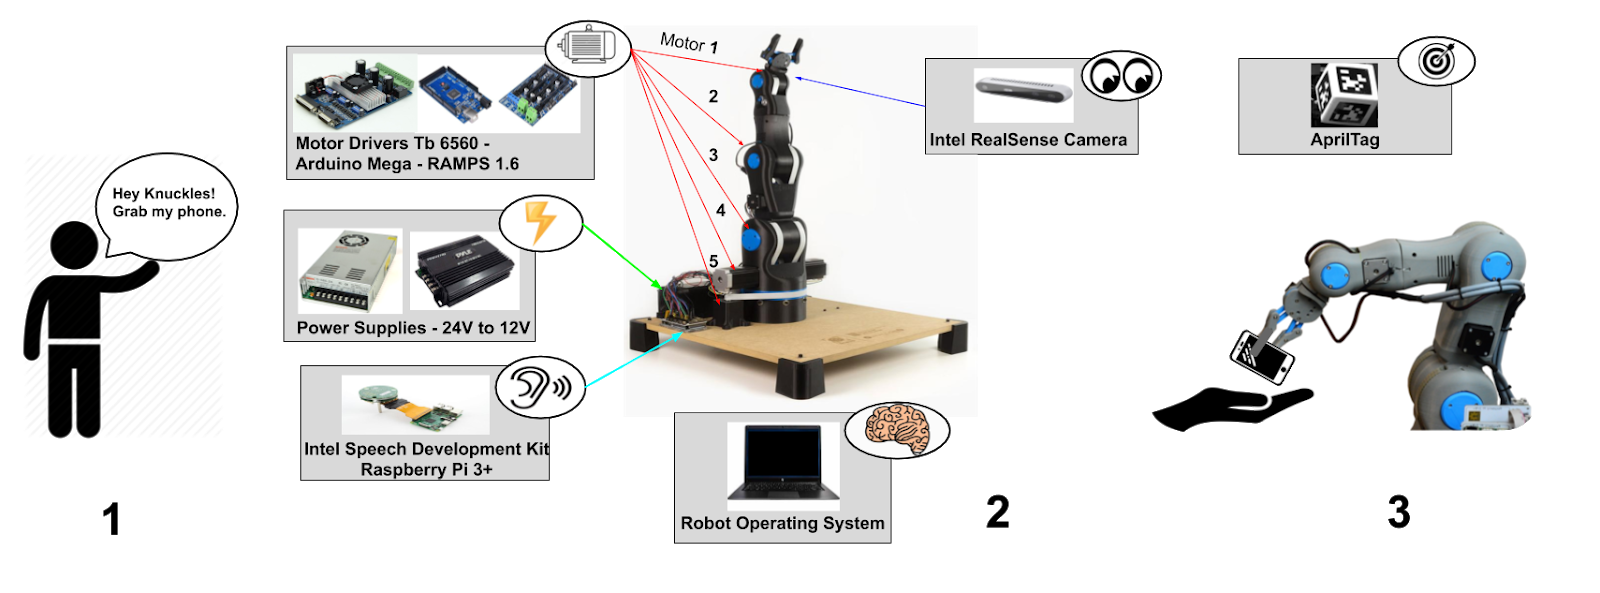 Hey Knuckles!
Grab my phone.
1
Motor Drivers Tb 6560 -
Arduino Mega - RAMPS 1.6
Power Supplies - 24V to 12V
Intel Speech Development Kit
Raspberry Pi 3+
Motor 1
2
3
4
5
Robot Operating System
Intel RealSense Camera
2
AprilTag
3